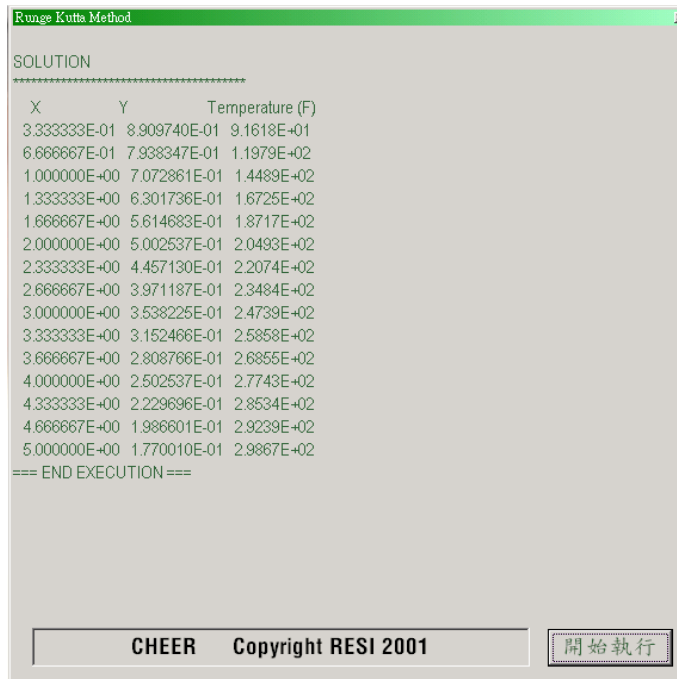 Runge Kutta Method
SOLUTION
***************************************
X Y Temperature (F)
3.333333E-01 8.909740E-01 9.1618E+01
6.666667E-01 7.938347E-01 1.1979E+02
1.000000E+00 7.072861E-01 1.4489E+02
1.333333E+00 6.301736E-01 1.6725E+02
1.666667E+00 5.614683E-01 1.8717E+02
2.000000E+00 5.002537E-01 2.0493E+02
2.333333E+00 4.457130E-01 2.2074E+02
2.666667E+00 3.971187E-01 2.3484E+02
3.000000E+00 3.538225E-01 2.4739E+02
3.333333E+00 3.152466E-01 2.5858E+02
3.666667E+00 2.808766E-01 2.6855E+02
4.000000E+00 2.502537E-01 2.7743E+02
4.333333E+00 2.229696E-01 2.8534E+02
4.666667E+00 1.986601E-01 2.9239E+02
5.000000E+00 1.770010E-01 2.9867E+02
=== END EXECUTION ===
CHEER Copyright RESI 2001
開始執行